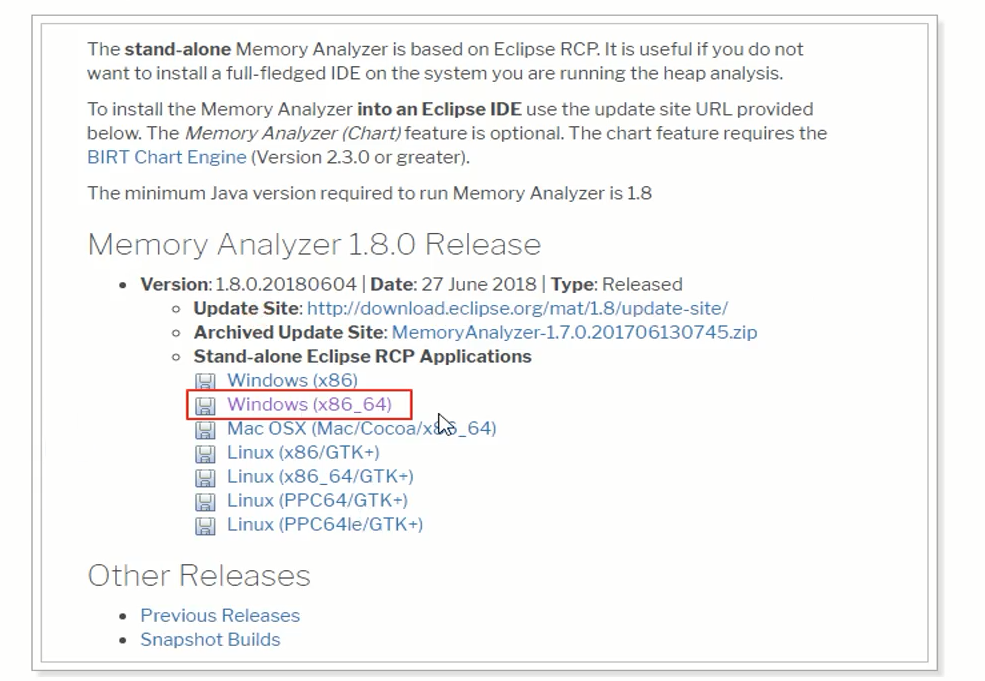 The stand-alone Memory Analyzer is based on Eclipse RCP. It is useful if you do not
want to install a full-fledged IDE on the system you are running the heap analysis.
To install the Memory Analyzer into an Eclipse IDE use the update site URL provided
below. The Memory Analyzer (Chart) feature is optional. The chart feature requires the
BIRT Chart Engine (Version 2.3.0 or greater).
The minimum Java version required to run Memory Analyzer is 1.8
Memory Analyzer 1.8.0 Release
Version: 1.8.0.20180604 | Date: 27 June 2018 | Type: Released
Update Site: http://download.eclipse.org/mat/1.8/update-site/
Archived Update Site: MemoryAnalyzer-1.7.0.201706130745.zip
Stand-alone Eclipse RCP Applications
Windows (x86)
Windows (x86_64)
Mac OSX (Mac/Cocoa/x86_64)
Linux (x86/GTK+)
Linux (x86_64/GTK+)
Linux (PPC64/GTK+)
Linux (PPC64le/GTK+)
Other Releases
Previous Releases
Snapshot Builds